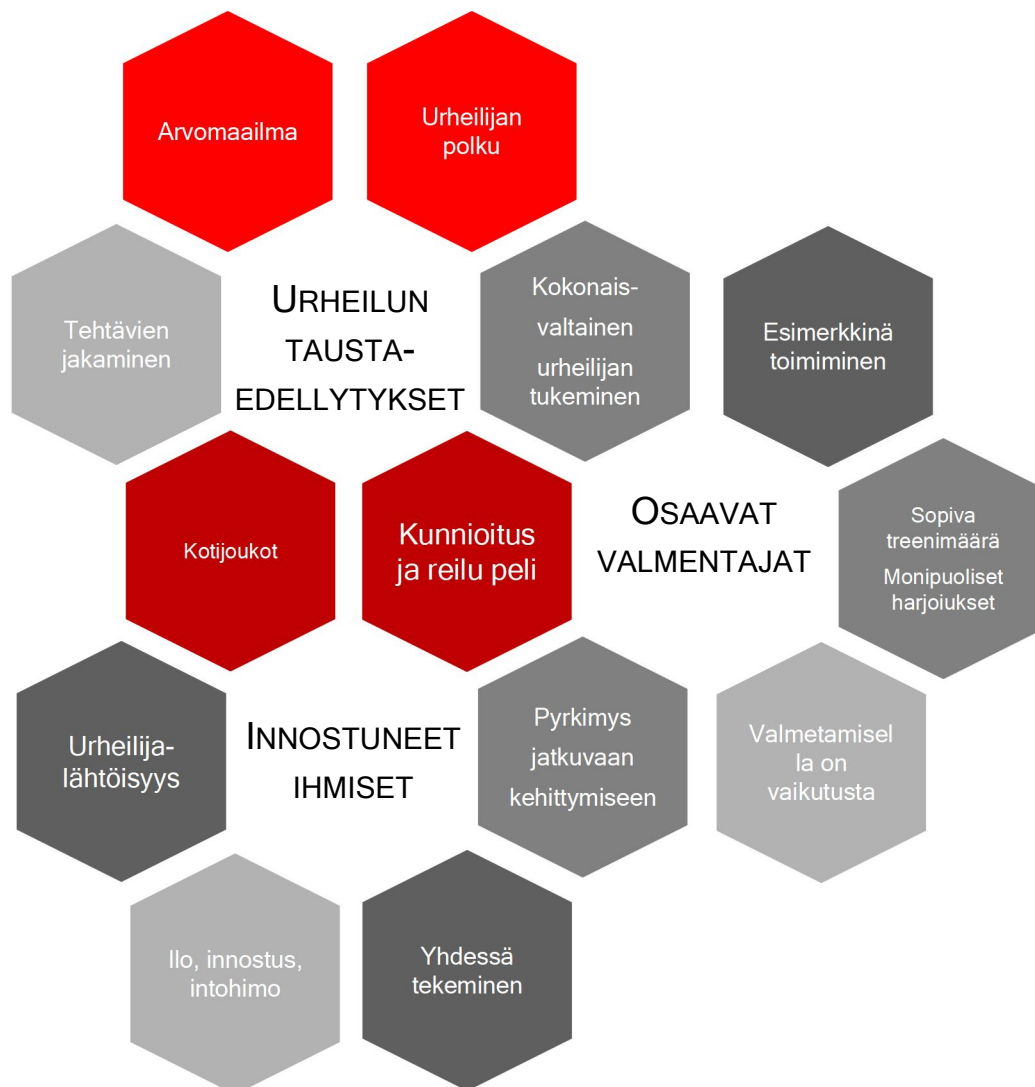 Arvomaailma
Urheilijan
polku
Tehtävien
jakaminen
URHEILUN
TAUSTA-
EDELLYTYKSET
Kokonais-
valtainen
urheilijan
tukeminen
Esimerkkinä
toimiminen
Kotijoukot
Kunnioitus
ja reilu peli
OSAAVAT
VALMENTAJAT
Sopiva
treenimäärä
Monipuoliset
harjoiukset
Urheilija-
lähtöisyys
INNOSTUNEET
IHMISET
Pyrkimys
jatkuvaan
kehittymiseen
Valmetamisel
la on
vaikutusta
Ilo, innostus,
intohimo
Yhdessä
tekeminen